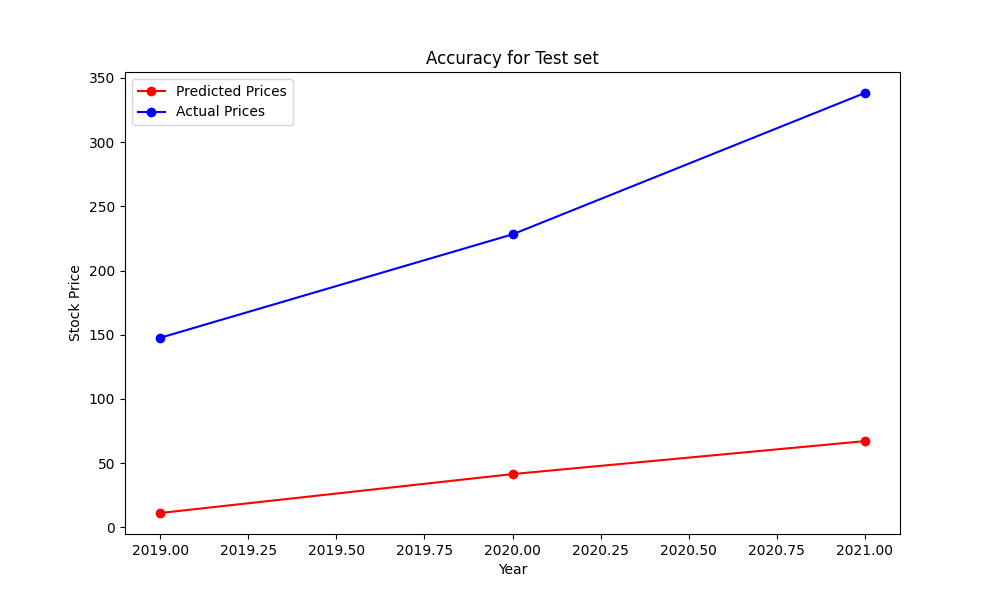 Accuracy for Test set
Predicted Prices
Actual Prices
350
300
250
200
150
100
50
0
Stock Price
2019.00 2019.25 2019.50 2019.75 2020.00 2020.25 2020.50 2020.75 2021.00
Year